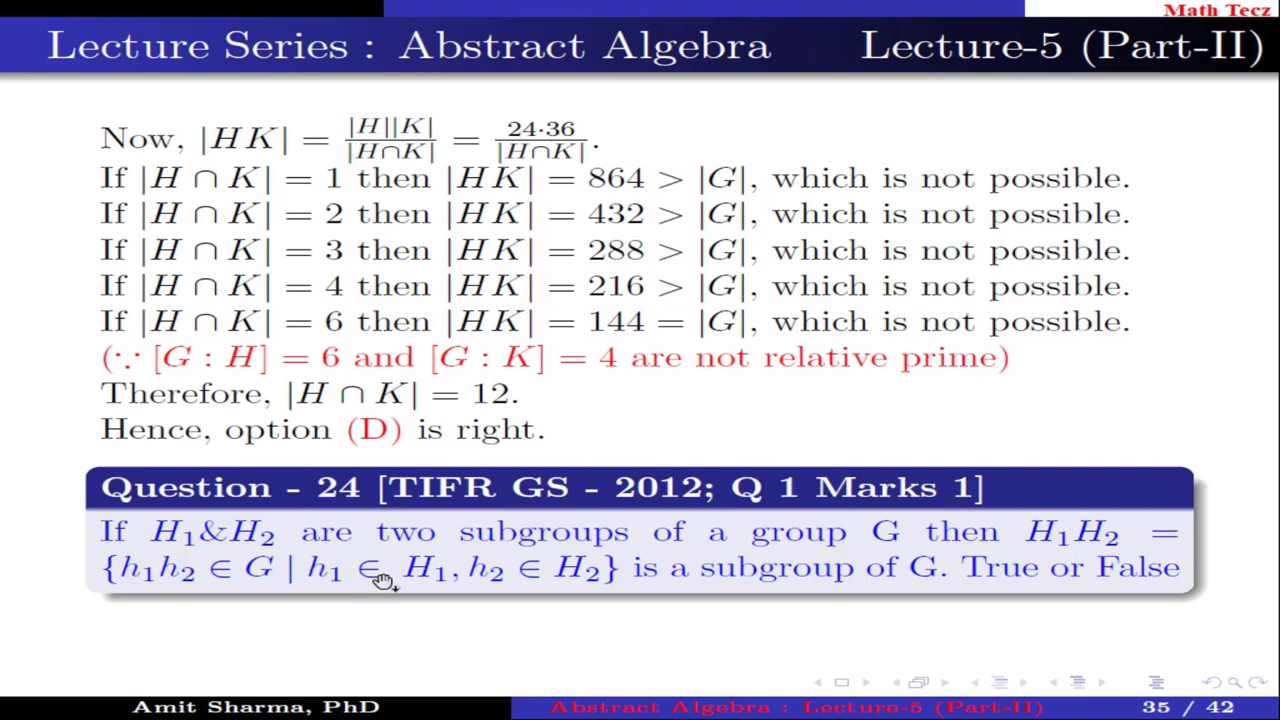 Math Tecz
Lecture Series : Abstract Algebra Lecture-5 (Part-II)
Now, |HK| = |H||K| / |H∩K| = 24·36 / |H∩K|.
If |H ∩ K| = 1 then |HK| = 864 > |G|, which is not possible.
If |H ∩ K| = 2 then |HK| = 432 > |G|, which is not possible.
If |H ∩ K| = 3 then |HK| = 288 > |G|, which is not possible.
If |H ∩ K| = 4 then |HK| = 216 > |G|, which is not possible.
If |H ∩ K| = 6 then |HK| = 144 = |G|, which is not possible.
(∵ [G : H] = 6 and [G : K] = 4 are not relative prime)
Therefore, |H ∩ K| = 12.
Hence, option (D) is right.
Question - 24 [TIFR GS - 2012; Q 1 Marks 1]
If H₁&H₂ are two subgroups of a group G then H₁H₂ =
{h₁h₂ ∈ G | h₁ ∈ H₁, h₂ ∈ H₂} is a subgroup of G. True or False
Amit Sharma, PhD Abstract Algebra : Lecture-5 (Part-II) 35 / 42